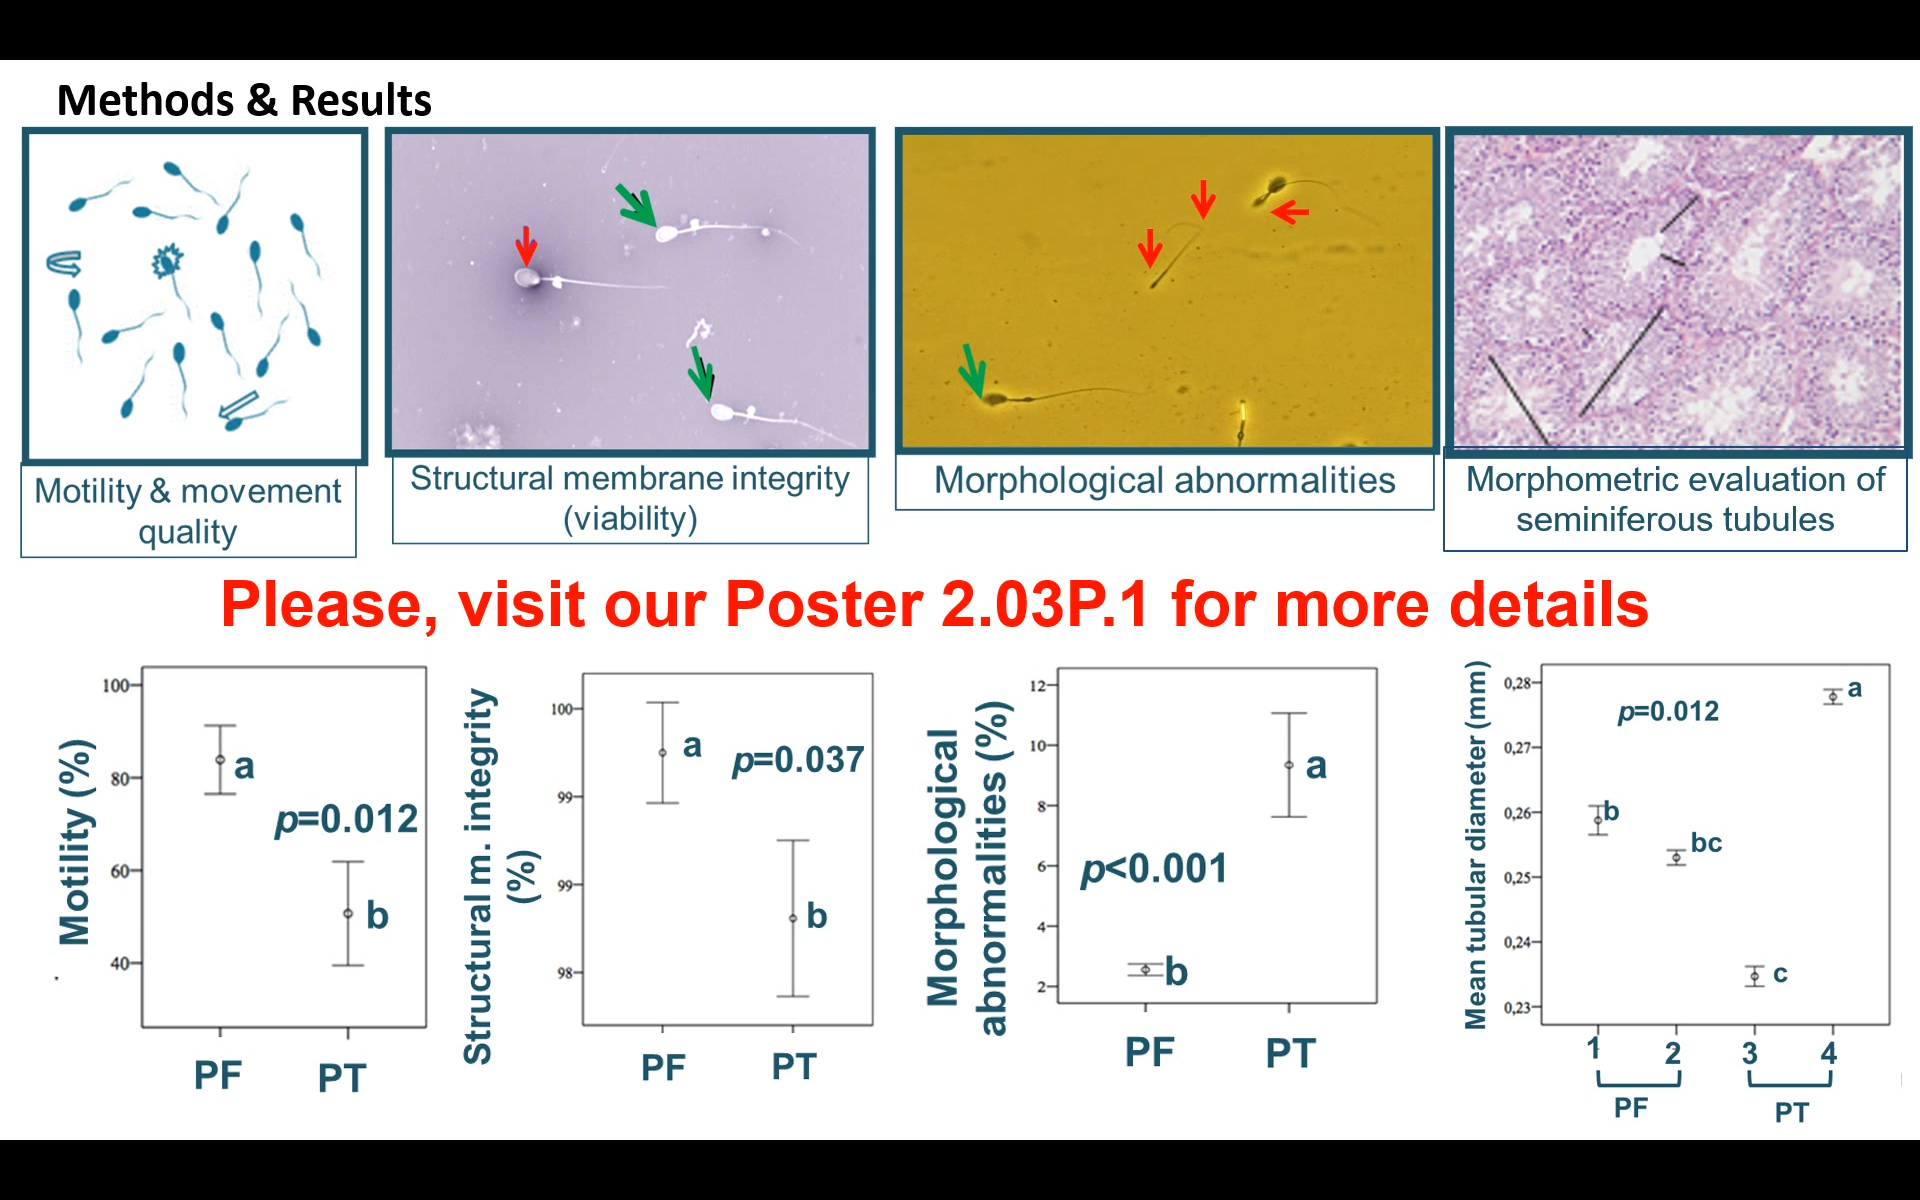 Methods & Results
Motility & movement
quality
Structural membrane integrity
(viability)
Morphological abnormalities
Morphometric evaluation of
seminiferous tubules
Please, visit our Poster 2.03P.1 for more details
Motility (%)
100
80
60
40
a
p=0.012
b
PF
PT
Structural m. integrity
(%)
100
99
99
98
a
p=0.037
b
PF
PT
Morphological
abnormalities (%)
12
10
8
6
4
2
a
p<0.001
b
PF
PT
Mean tubular diameter (mm)
0,28
0,27
0,26
0,25
0,24
0,23
p=0.012
a
b
bc
c
1
2
3
4
PF
PT